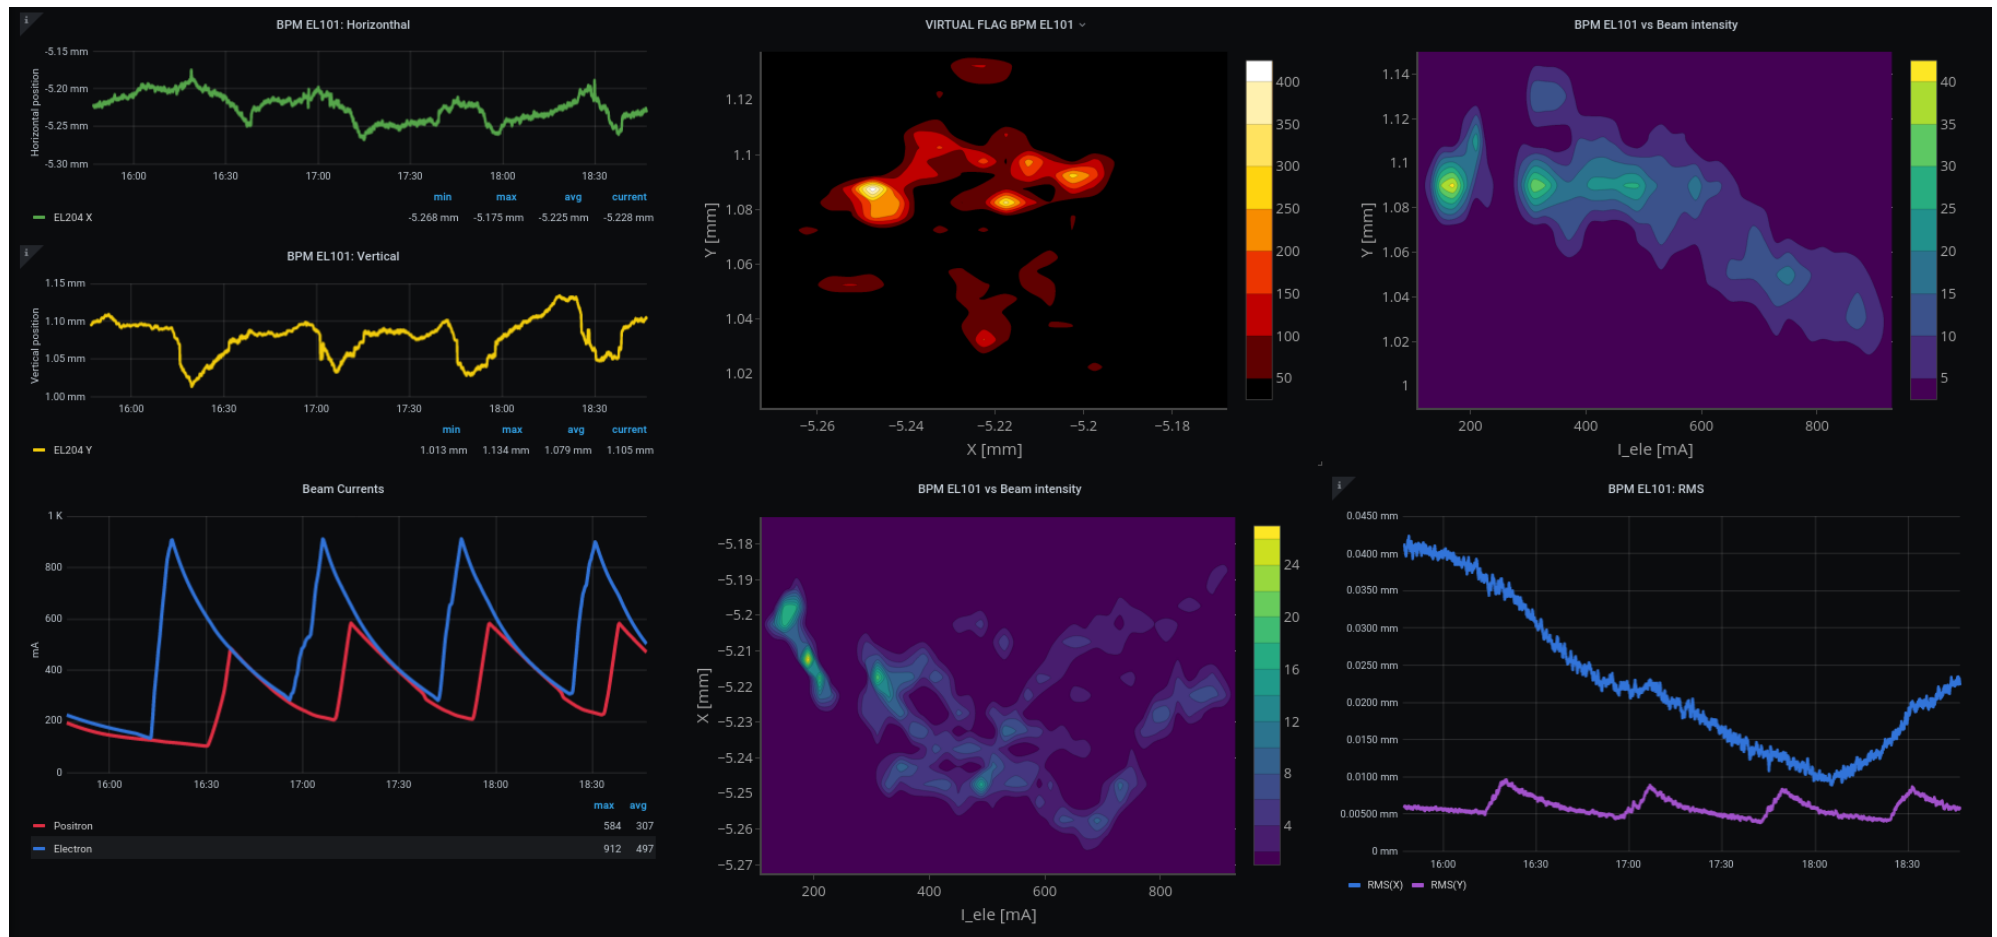 BPM EL101: Horizonthal
Horizontal position
-5.15 mm
-5.20 mm
-5.25 mm
-5.30 mm
16:00 16:30 17:00 17:30 18:00 18:30
min max avg current
EL204 X -5.268 mm -5.175 mm -5.225 mm -5.228 mm
BPM EL101: Vertical
Vertical position
1.15 mm
1.10 mm
1.05 mm
1.00 mm
16:00 16:30 17:00 17:30 18:00 18:30
min max avg current
EL204 Y 1.013 mm 1.134 mm 1.079 mm 1.105 mm
Beam Currents
mA
1 K
800
600
400
200
0
16:00 16:30 17:00 17:30 18:00 18:30
max avg
Positron 584 307
Electron 912 497
VIRTUAL FLAG BPM EL101
Y [mm]
1.12
1.1
1.08
1.06
1.04
1.02
−5.26 −5.24 −5.22 −5.2 −5.18
X [mm]
400
350
300
250
200
150
100
50
BPM EL101 vs Beam intensity
Y [mm]
1.14
1.12
1.1
1.08
1.06
1.04
1.02
1
200 400 600 800
I_ele [mA]
40
35
30
25
20
15
10
5
BPM EL101 vs Beam intensity
X [mm]
−5.18
−5.19
−5.2
−5.21
−5.22
−5.23
−5.24
−5.25
−5.26
−5.27
200 400 600 800
I_ele [mA]
24
20
16
12
8
4
BPM EL101: RMS
0.0450 mm
0.0400 mm
0.0350 mm
0.0300 mm
0.0250 mm
0.0200 mm
0.0150 mm
0.0100 mm
0.00500 mm
0 mm
16:00 16:30 17:00 17:30 18:00 18:30
RMS(X) RMS(Y)